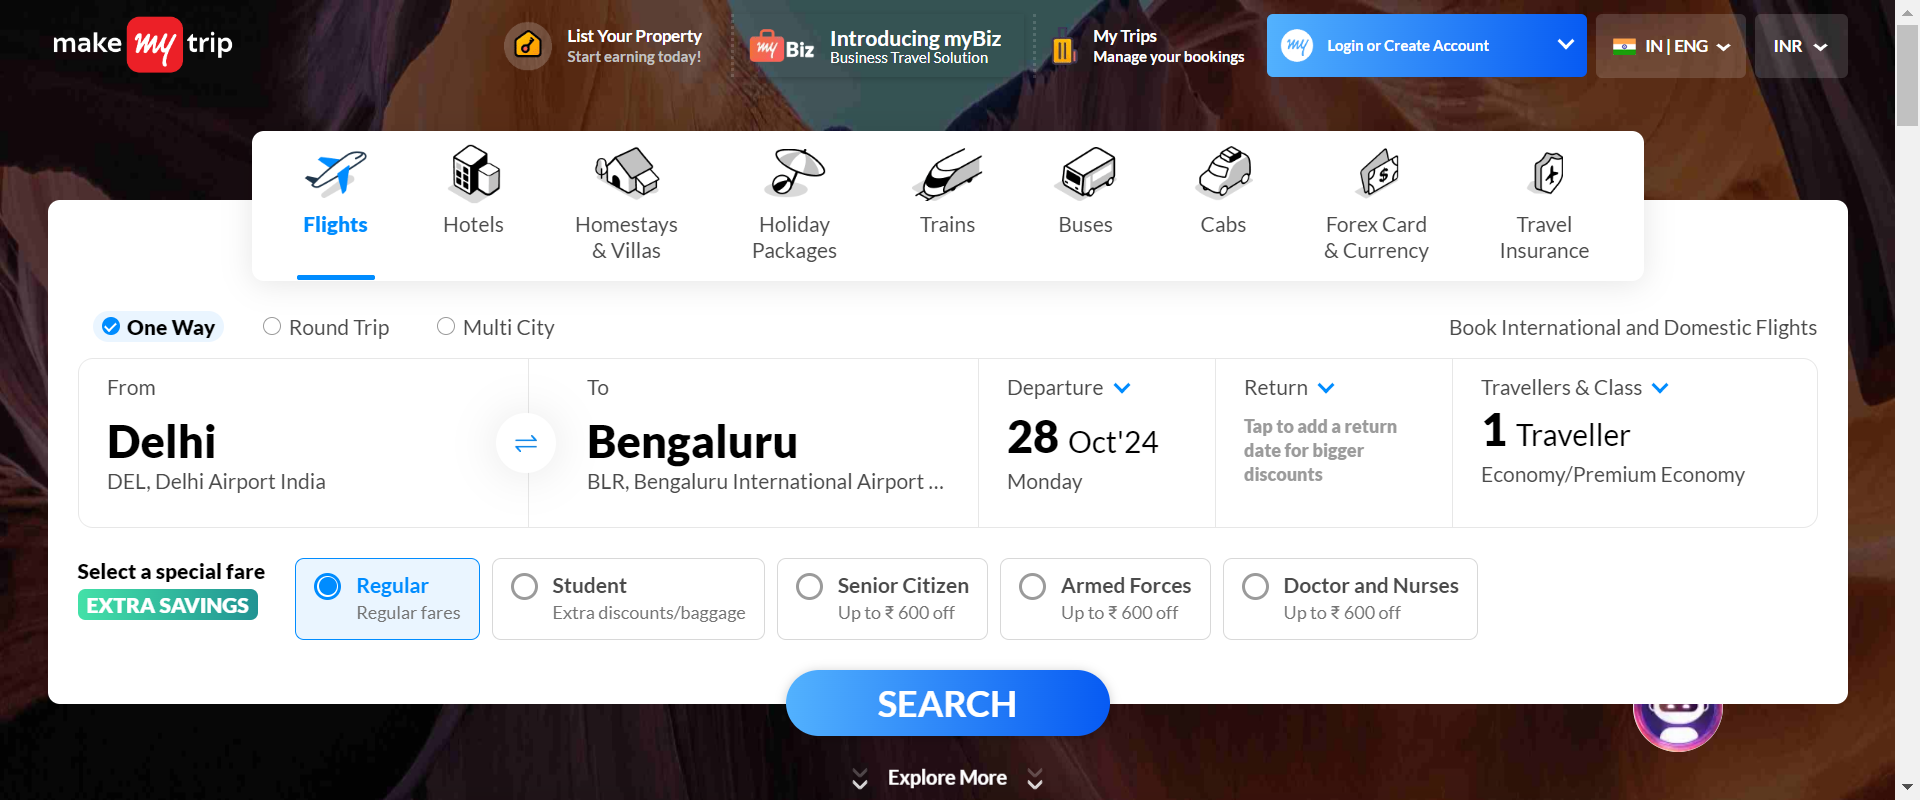 make my trip
List Your Property
Start earning today!
my Biz
Introducing myBiz
Business Travel Solution
My Trips
Manage your bookings
my
Login or Create Account
IN | ENG
INR
Flights
Hotels
Homestays
& Villas
Holiday
Packages
Trains
Buses
Cabs
$
Forex Card
& Currency
Travel
Insurance
One Way
Round Trip
Multi City
Book International and Domestic Flights
From
Delhi
DEL, Delhi Airport India
To
Bengaluru
BLR, Bengaluru International Airport ...
Departure
28 Oct'24
Monday
Return
Tap to add a return
date for bigger
discounts
Travellers & Class
1 Traveller
Economy/Premium Economy
Select a special fare
EXTRA SAVINGS
Regular
Regular fares
Student
Extra discounts/baggage
Senior Citizen
Up to ₹ 600 off
Armed Forces
Up to ₹ 600 off
Doctor and Nurses
Up to ₹ 600 off
SEARCH
Explore More